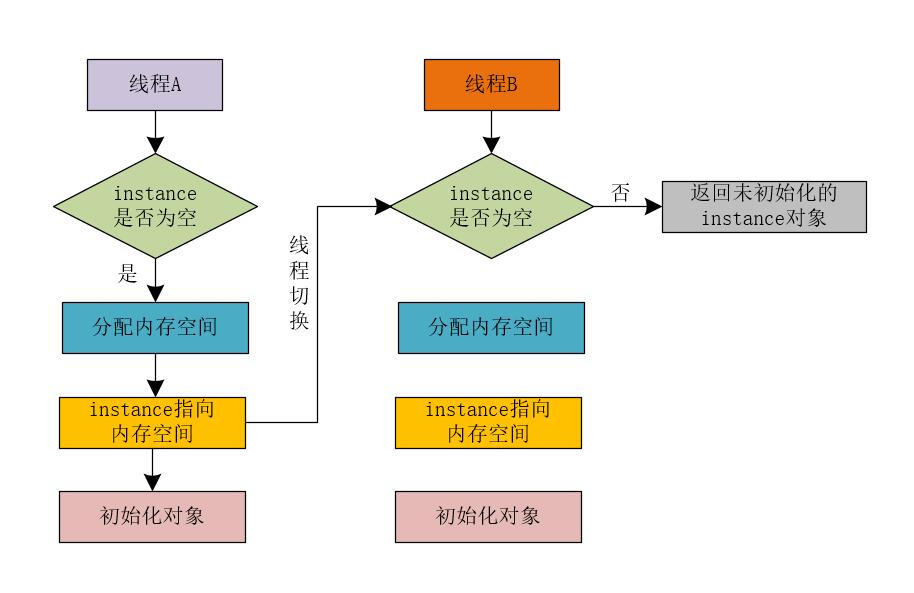 线程A
instance
是否为空
是
分配内存空间
instance指向
内存空间
初始化对象
线程切换
线程B
instance
是否为空
否
返回未初始化的
instance对象
分配内存空间
instance指向
内存空间
初始化对象